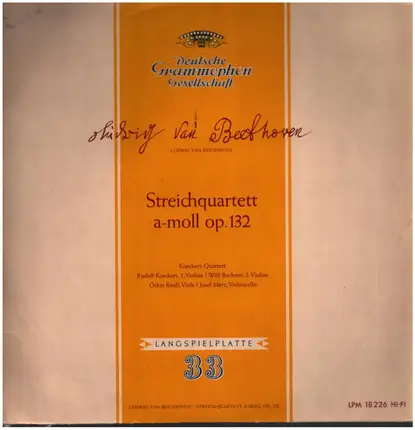 Deutsche
Grammophon
Gesellschaft
Ludwig van Beethoven
LUDWIG VAN BEETHOVEN
Streichquartett
a-moll op. 132
Koeckert-Quartett
Rudolf Koeckert, 1. Violine / Willi Buchner, 2. Violine
Oskar Riedl, Viola / Josef Merz, Violoncello
LANGSPIELPLATTE
33
LUDWIG VAN BEETHOVEN · STREICHQUARTETT A-MOLL OP. 132
LPM 18226 HI-FI